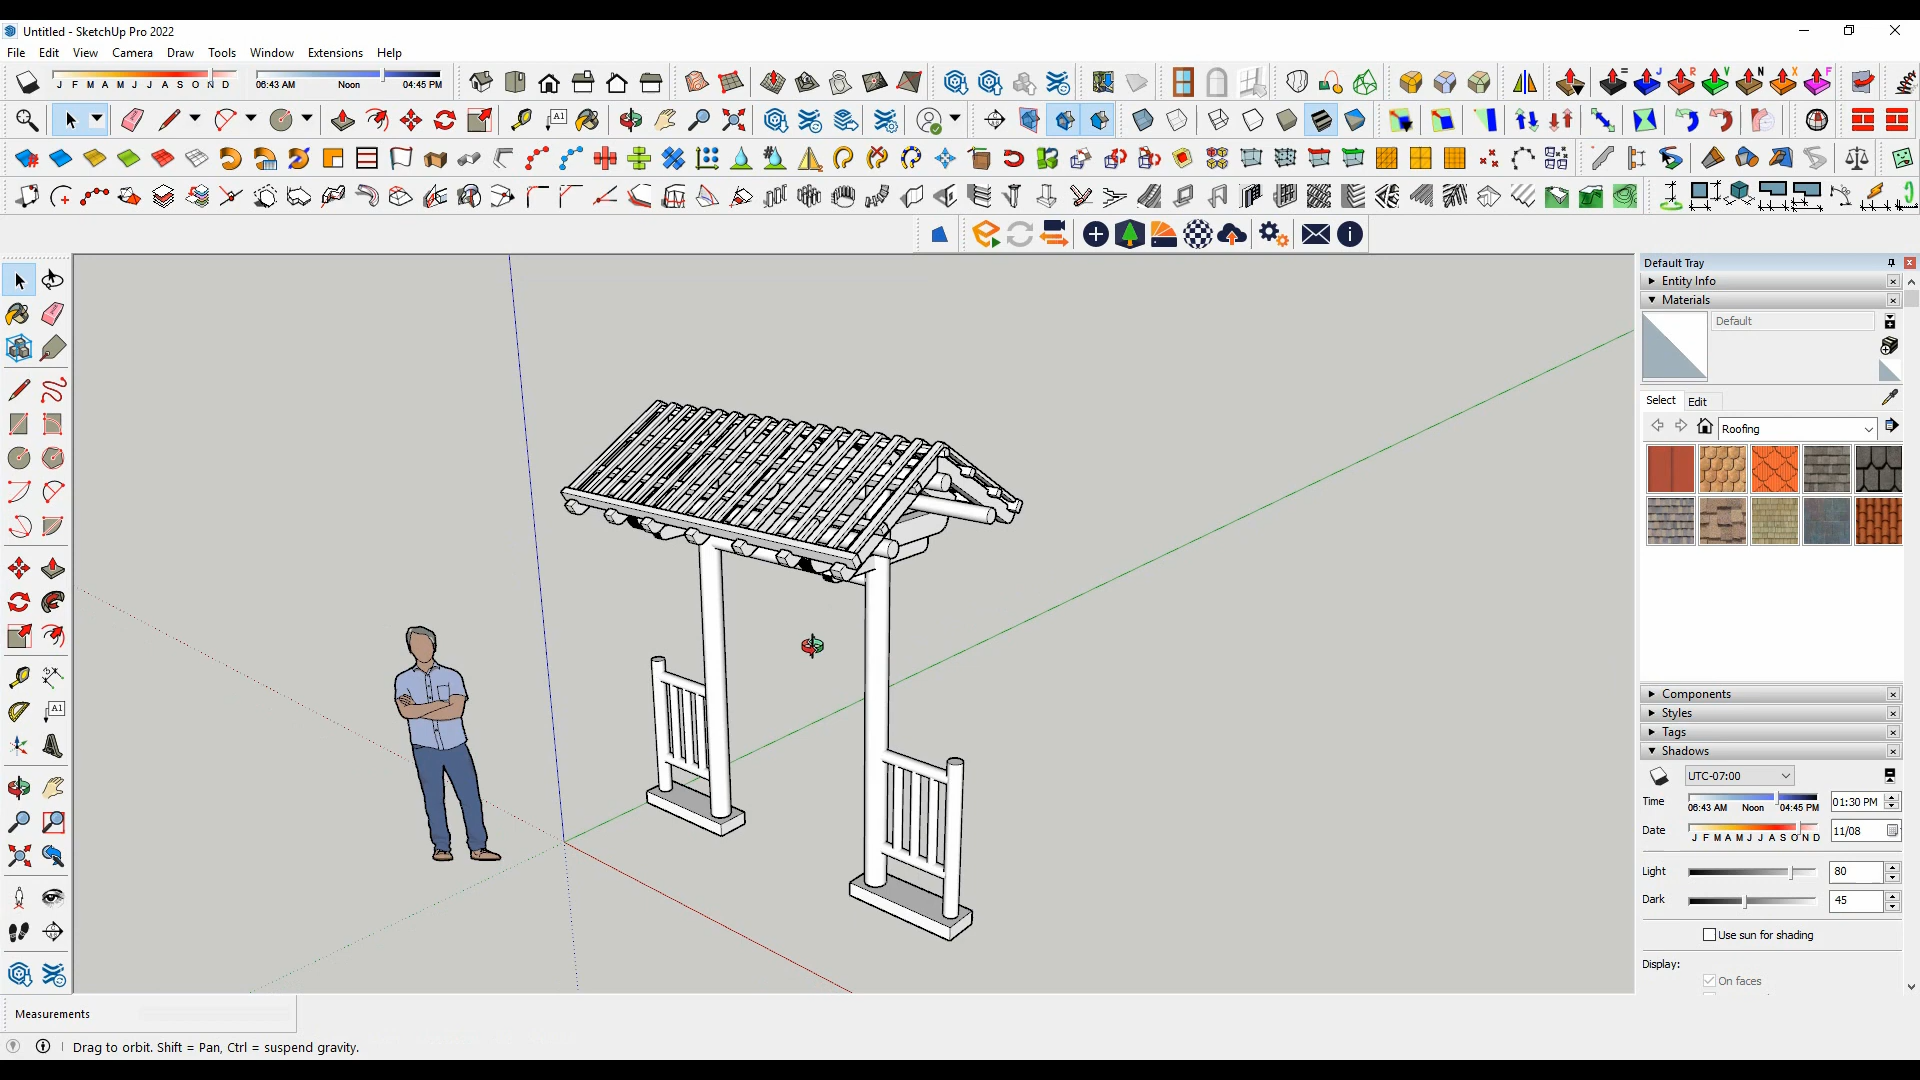 Untitled - SketchUp Pro 2022
File Edit View Camera Draw Tools Window Extensions Help
J F M A M J J A S O N D
06:43 AM Noon 04:45 PM
A1
Default Tray
Entity Info
Materials
Default
Select Edit
Roofing
A1
Components
Styles
Tags
Shadows
UTC-07:00
Time 06:43 AM Noon 04:45 PM 01:30 PM
Date J F M A M J J A S O N D 11/08
Light 80
Dark 45
Use sun for shading
Display:
On faces
Measurements
Drag to orbit. Shift = Pan, Ctrl = suspend gravity.